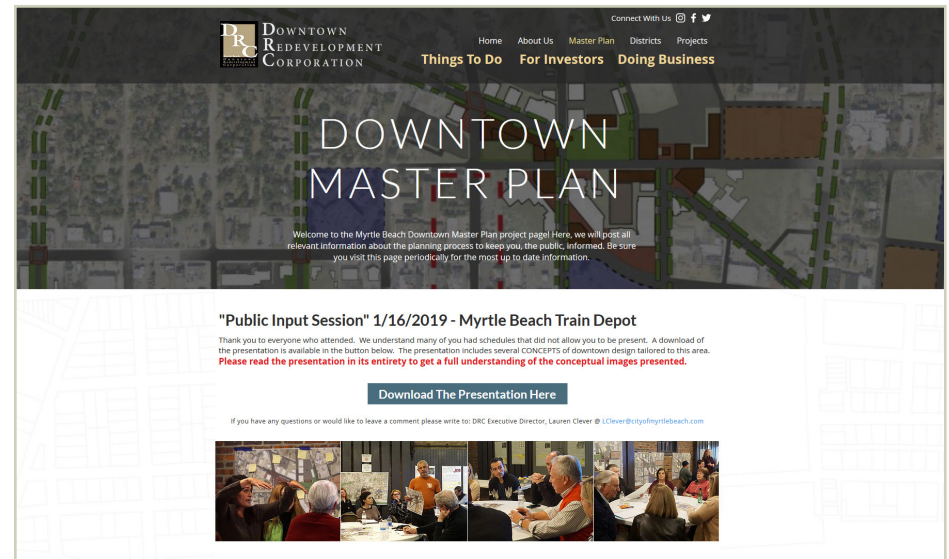 Connect With Us
DOWNTOWN
REDEVELOPMENT
CORPORATION
DRC
Downtown
Redevelopment
Corporation
Home About Us Master Plan Districts Projects
Things To Do For Investors Doing Business
DOWNTOWN
MASTER PLAN
Welcome to the Myrtle Beach Downtown Master Plan project page! Here, we will post all
relevant information about the planning process to keep you, the public, informed. Be sure
you visit this page periodically for the most up to date information.
"Public Input Session" 1/16/2019 - Myrtle Beach Train Depot
Thank you to everyone who attended. We understand many of you had schedules that did not allow you to be present. A download of
the presentation is available in the button below. The presentation includes several CONCEPTS of downtown design tailored to this area.
Please read the presentation in its entirety to get a full understanding of the conceptual images presented.
Download The Presentation Here
If you have any questions or would like to leave a comment please write to: DRC Executive Director, Lauren Clever @ LClever@cityofmyrtlebeach.com